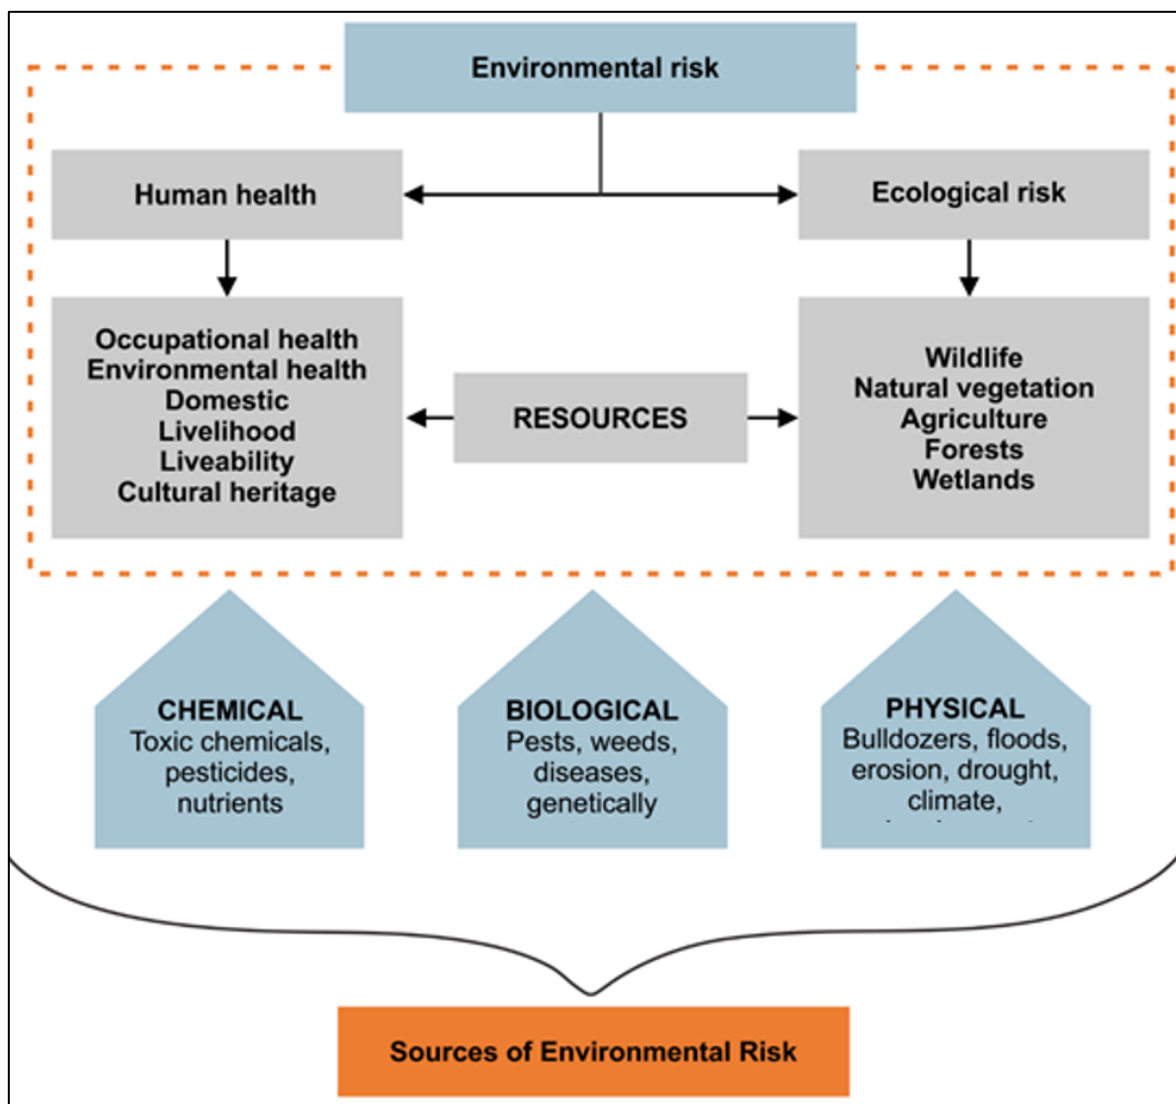 Environmental risk
Human health
Ecological risk
Occupational health
Environmental health
Domestic
Livelihood
Liveability
Cultural heritage
RESOURCES
Wildlife
Natural vegetation
Agriculture
Forests
Wetlands
CHEMICAL
Toxic chemicals,
pesticides,
nutrients
BIOLOGICAL
Pests, weeds,
diseases,
genetically
PHYSICAL
Bulldozers, floods,
erosion, drought,
climate,
Sources of Environmental Risk